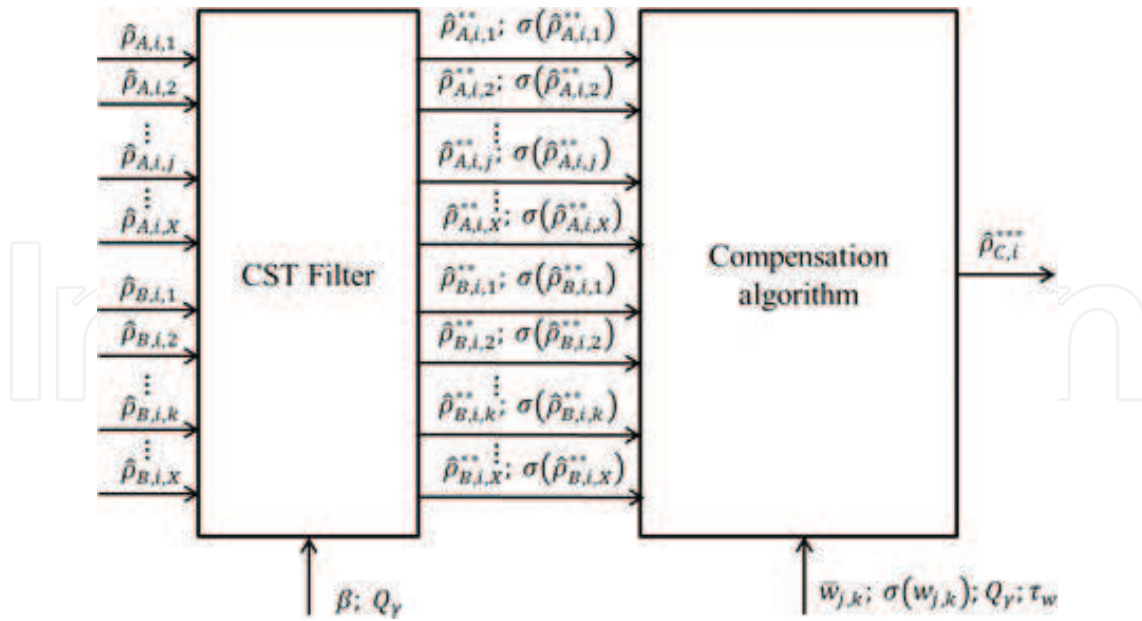 ρ̂_{A,i,1}
ρ̂_{A,i,2}
⋮
ρ̂_{A,i,j}
⋮
ρ̂_{A,i,X}
ρ̂_{B,i,1}
ρ̂_{B,i,2}
⋮
ρ̂_{B,i,k}
⋮
ρ̂_{B,i,X}
CST Filter
β; Q_γ
ρ̂**_{A,i,1}; σ(ρ̂**_{A,i,1})
ρ̂**_{A,i,2}; σ(ρ̂**_{A,i,2})
⋮
ρ̂**_{A,i,j}; σ(ρ̂**_{A,i,j})
⋮
ρ̂**_{A,i,X}; σ(ρ̂**_{A,i,X})
ρ̂**_{B,i,1}; σ(ρ̂**_{B,i,1})
ρ̂**_{B,i,2}; σ(ρ̂**_{B,i,2})
⋮
ρ̂**_{B,i,k}; σ(ρ̂**_{B,i,k})
⋮
ρ̂**_{B,i,X}; σ(ρ̂**_{B,i,X})
Compensation
algorithm
w̄_{j,k}; σ(w_{j,k}); Q_γ; τ_w
ρ̂***_{C,i}